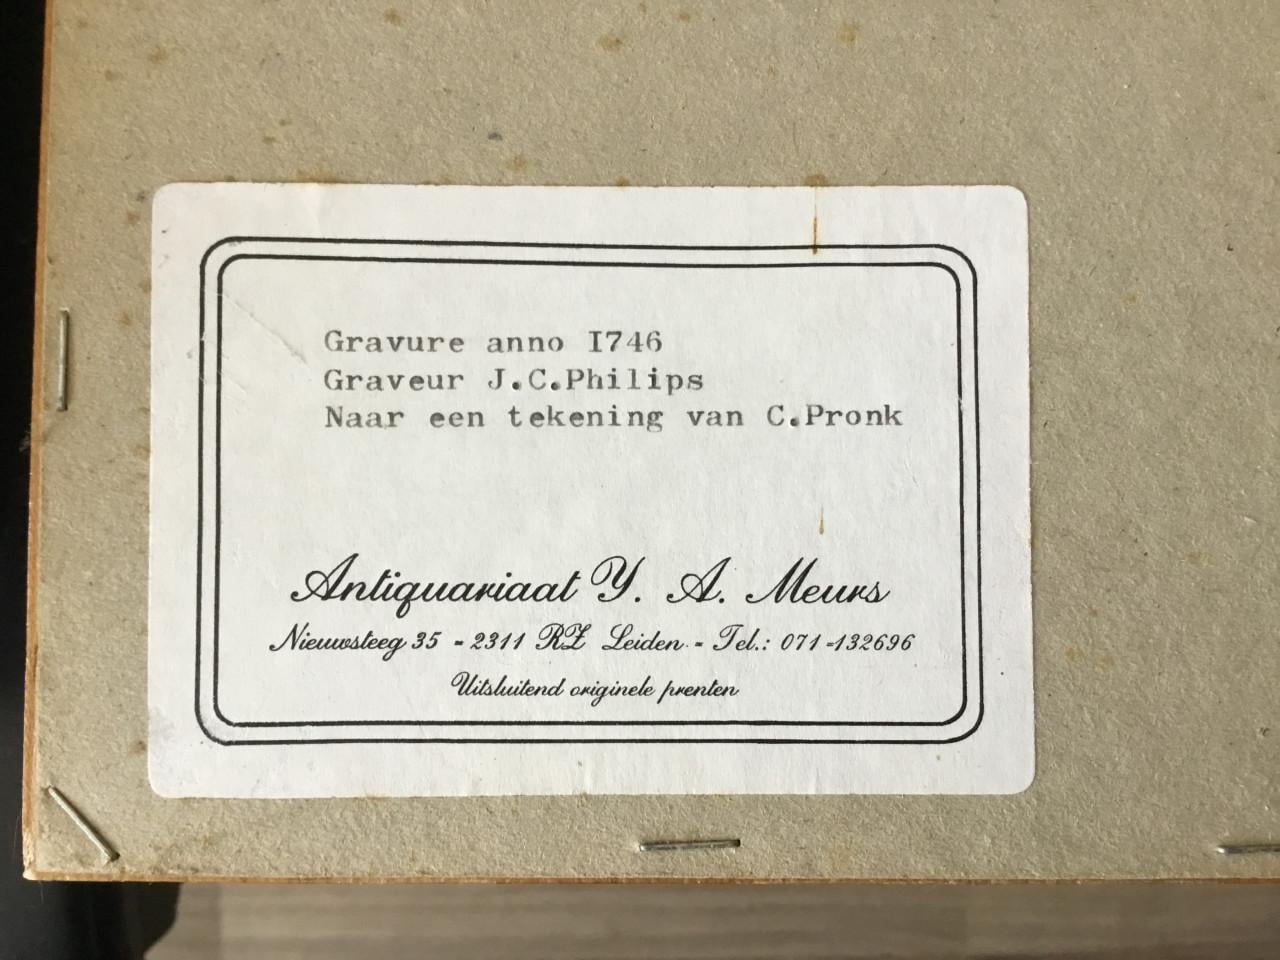 Gravure anno I746
Graveur J.C.Philips
Naar een tekening van C.Pronk
Antiquariaat Y. A. Meurs
Nieuwsteeg 35 - 2311 RZ Leiden - Tel.: 071-132696
Uitsluitend originele prenten